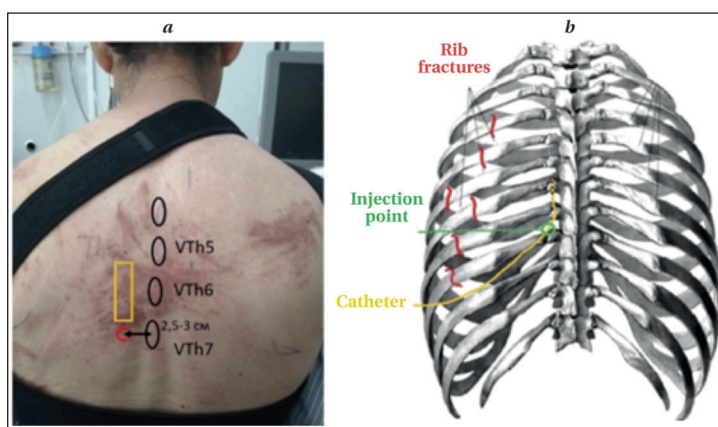 a
VTh5
VTh6
2,5-3 см
VTh7
b
Rib
fractures
Injection
point
Catheter